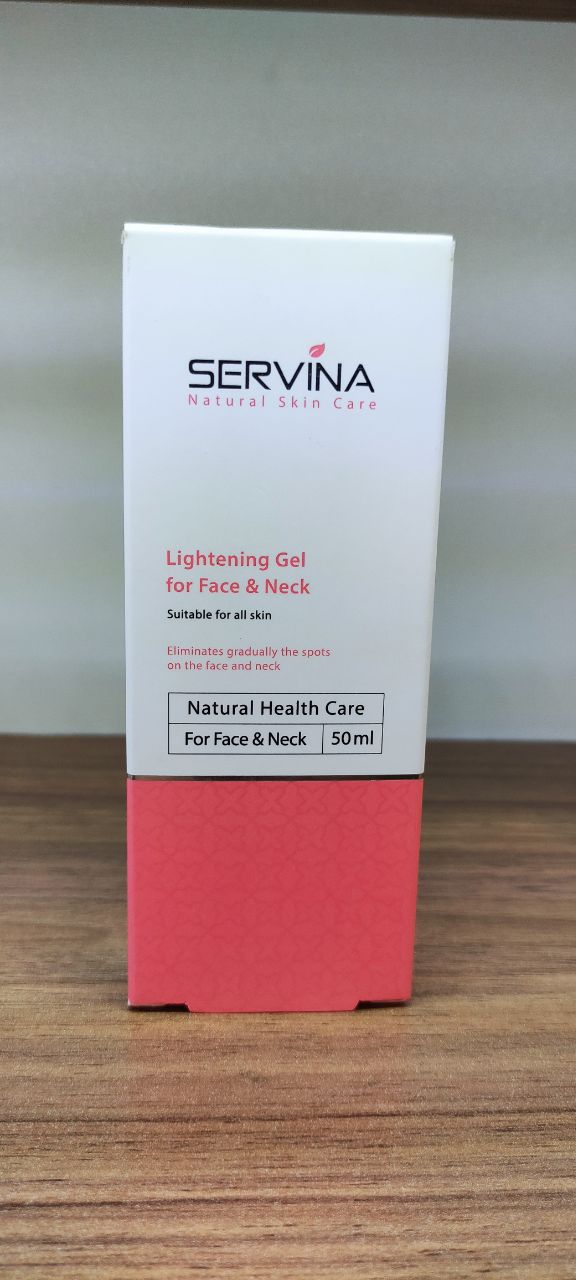 SERVINA
Natural Skin Care
Lightening Gel
for Face & Neck
Suitable for all skin
Eliminates gradually the spots
on the face and neck
Natural Health Care
For Face & Neck 50ml